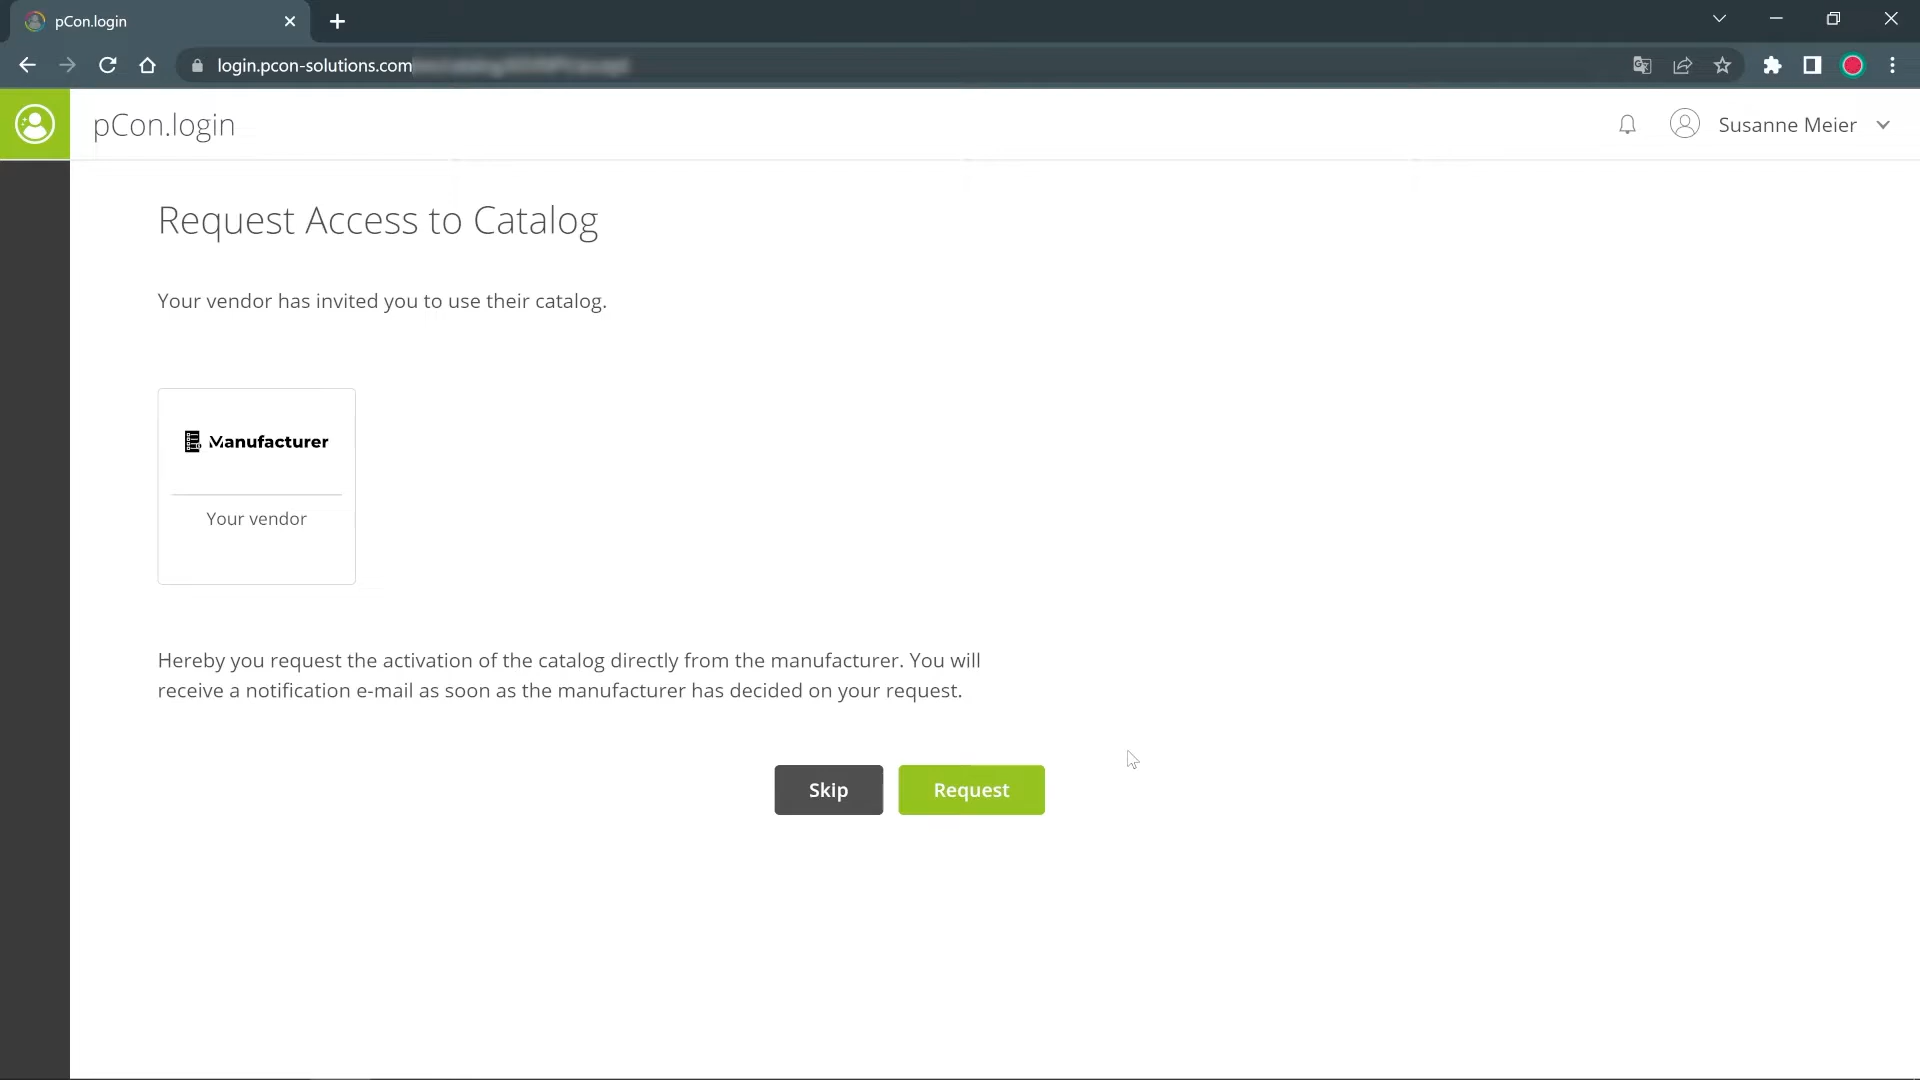 pCon.login
login.pcon-solutions.com
pCon.login
Susanne Meier
Request Access to Catalog
Your vendor has invited you to use their catalog.
Manufacturer
Your vendor
Hereby you request the activation of the catalog directly from the manufacturer. You will
receive a notification e-mail as soon as the manufacturer has decided on your request.
Skip
Request